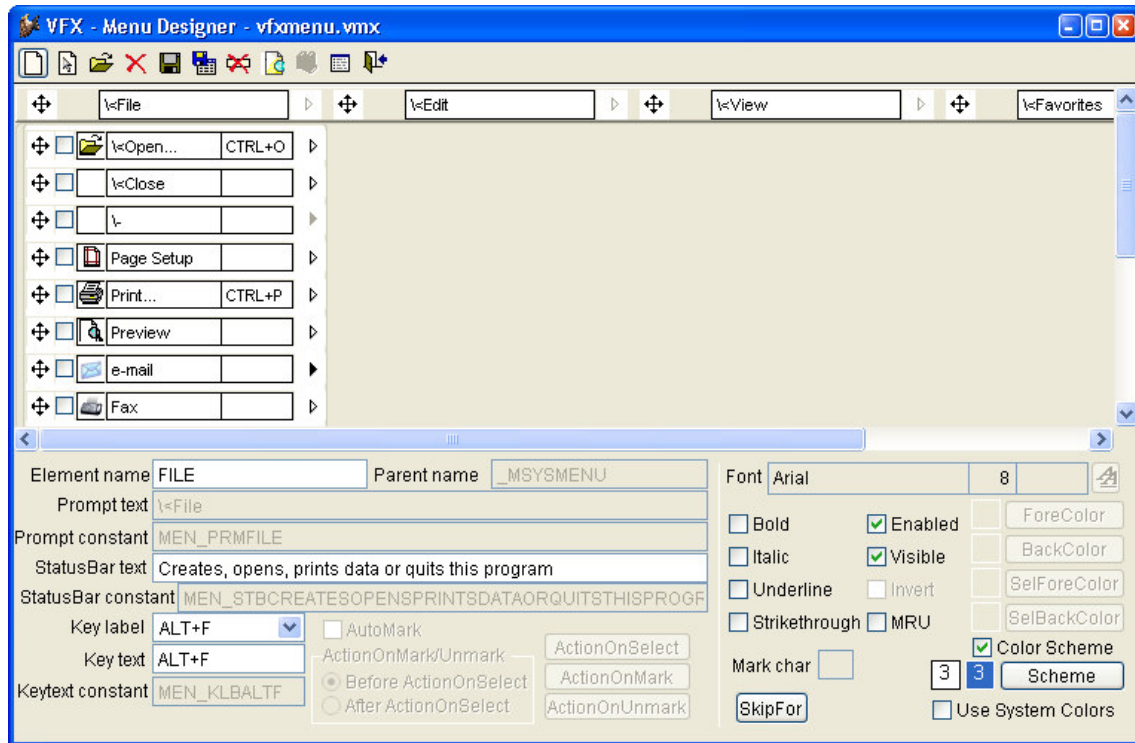 VFX - Menu Designer - vfxmenu.vmx
\<File \<Edit \<View \<Favorites
\<Open... CTRL+O
\<Close
\-
Page Setup
Print... CTRL+P
Preview
e-mail
Fax
Element name FILE Parent name _MSYSMENU
Prompt text \<File
Prompt constant MEN_PRMFILE
StatusBar text Creates, opens, prints data or quits this program
StatusBar constant MEN_STBCREATESOPENSPRINTSDATAORQUITSTHISPROGR
Key label ALT+F
Key text ALT+F
Keytext constant MEN_KLBALTF
AutoMark
ActionOnMark/Unmark
Before ActionOnSelect
After ActionOnSelect
ActionOnSelect
ActionOnMark
ActionOnUnmark
Font Arial 8
Bold Enabled ForeColor
Italic Visible BackColor
Underline Invert SelForeColor
Strikethrough MRU SelBackColor
Color Scheme
Mark char 3 3 Scheme
SkipFor Use System Colors